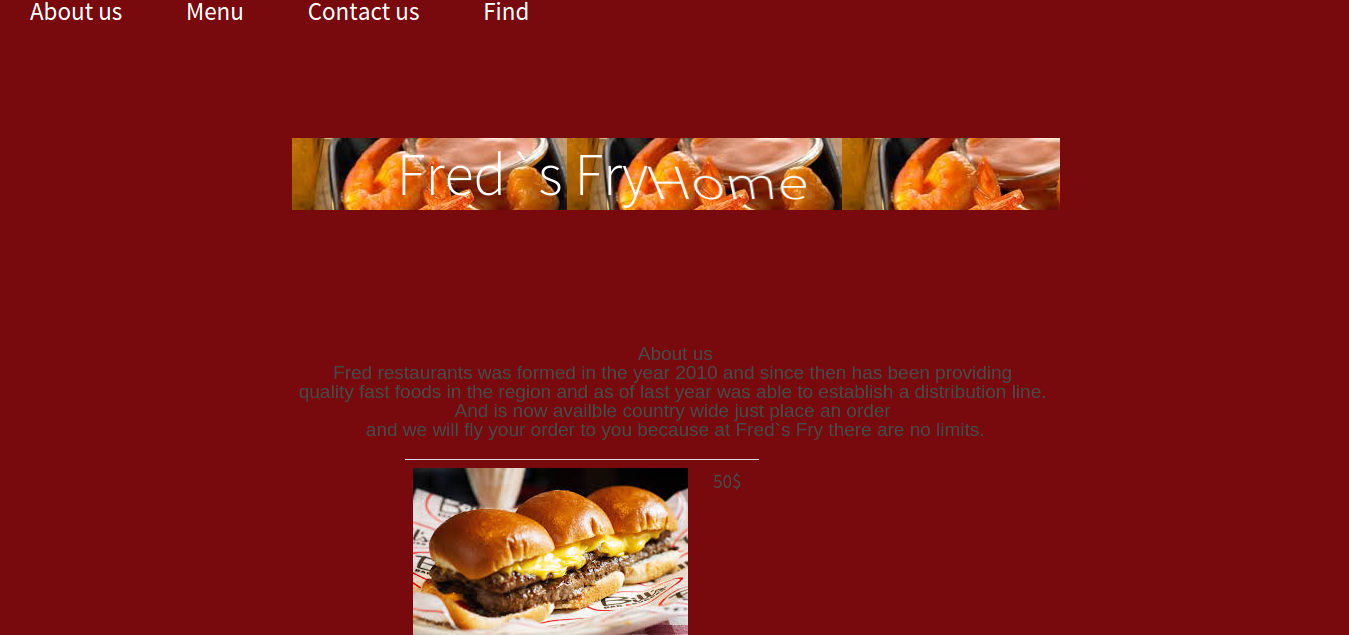 About us Menu Contact us Find
Fred`s Fry Home
About us
Fred restaurants was formed in the year 2010 and since then has been providing
quality fast foods in the region and as of last year was able to establish a distribution line.
And is now availble country wide just place an order
and we will fly your order to you because at Fred`s Fry there are no limits.
50$